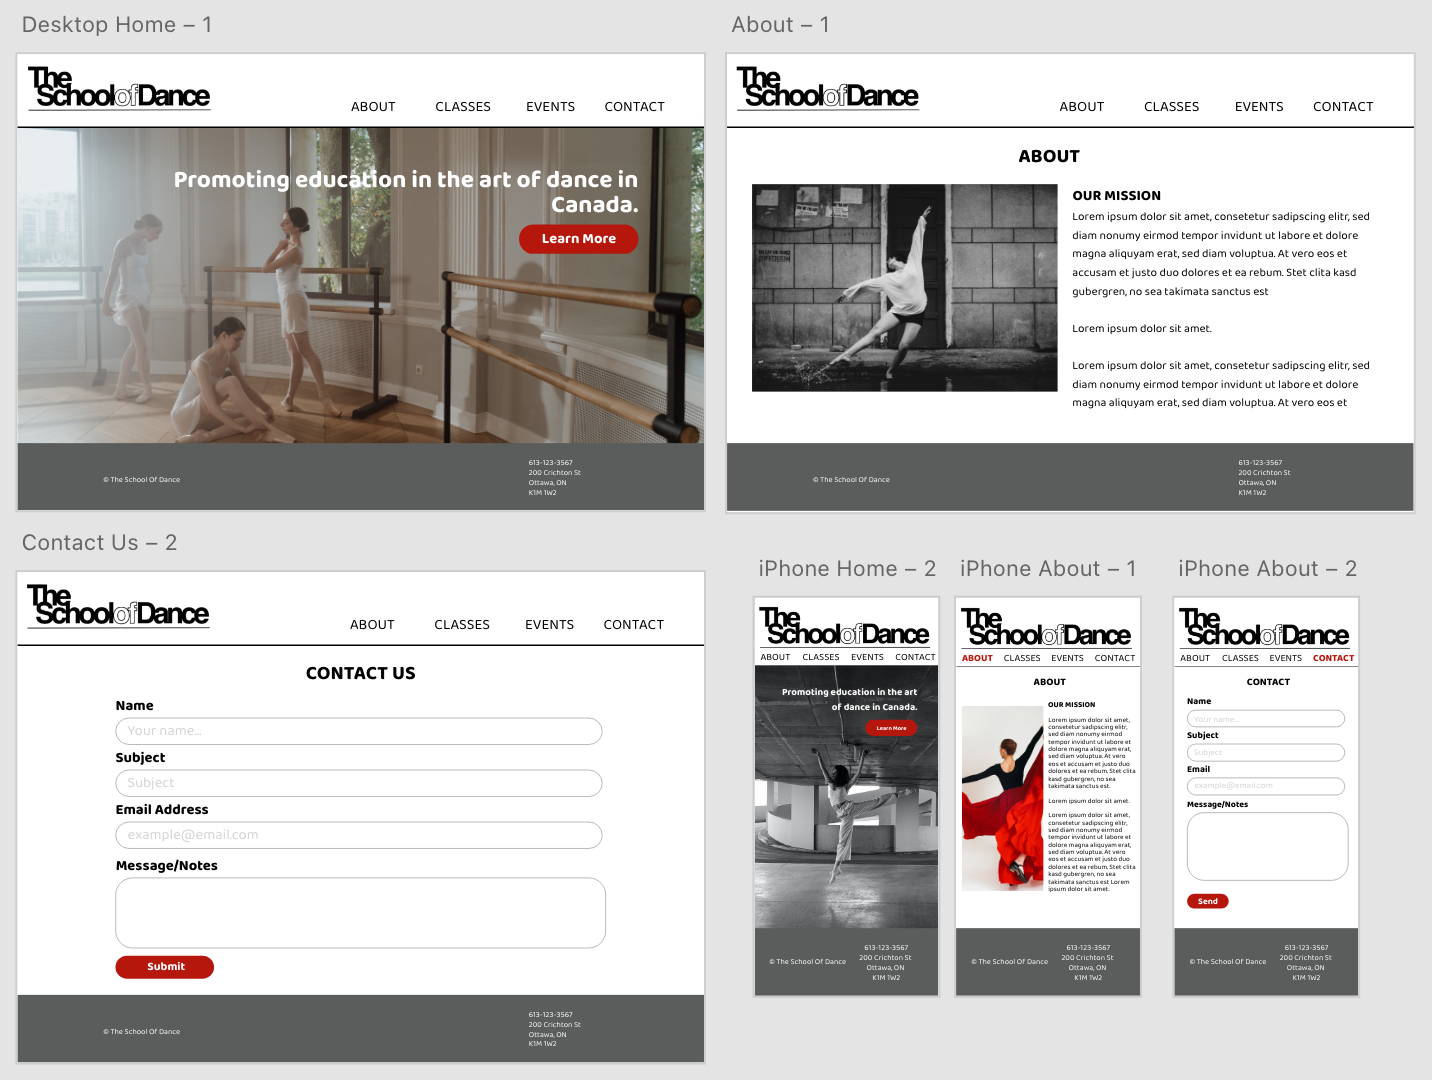 Desktop Home – 1
The
SchoolofDance
ABOUT CLASSES EVENTS CONTACT
Promoting education in the art of dance in
Canada.
Learn More
© The School Of Dance
613-123-3567
200 Crichton St
Ottawa, ON
K1M 1W2
About – 1
The
SchoolofDance
ABOUT CLASSES EVENTS CONTACT
ABOUT
OUR MISSION
Lorem ipsum dolor sit amet, consetetur sadipscing elitr, sed
diam nonumy eirmod tempor invidunt ut labore et dolore
magna aliquyam erat, sed diam voluptua. At vero eos et
accusam et justo duo dolores et ea rebum. Stet clita kasd
gubergren, no sea takimata sanctus est
Lorem ipsum dolor sit amet.
Lorem ipsum dolor sit amet, consetetur sadipscing elitr, sed
diam nonumy eirmod tempor invidunt ut labore et dolore
magna aliquyam erat, sed diam voluptua. At vero eos et
© The School Of Dance
613-123-3567
200 Crichton St
Ottawa, ON
K1M 1W2
Contact Us – 2
The
SchoolofDance
ABOUT CLASSES EVENTS CONTACT
CONTACT US
Name
Your name...
Subject
Subject
Email Address
example@email.com
Message/Notes
Submit
© The School Of Dance
613-123-3567
200 Crichton St
Ottawa, ON
K1M 1W2
iPhone Home – 2
The
SchoolofDance
ABOUT CLASSES EVENTS CONTACT
Promoting education in the art
of dance in Canada.
Learn More
© The School Of Dance
613-123-3567
200 Crichton St
Ottawa, ON
K1M 1W2
iPhone About – 1
The
SchoolofDance
ABOUT CLASSES EVENTS CONTACT
ABOUT
OUR MISSION
Lorem ipsum dolor sit amet,
consetetur sadipscing elitr,
sed diam nonumy eirmod
tempor invidunt ut labore et
dolore magna aliquyam erat,
sed diam voluptua. At vero
eos et accusam et justo duo
dolores et ea rebum. Stet clita
kasd gubergren, no sea
takimata sanctus est.
Lorem ipsum dolor sit amet.
Lorem ipsum dolor sit amet,
consetetur sadipscing elitr,
sed diam nonumy eirmod
tempor invidunt ut labore et
dolore magna aliquyam erat,
sed diam voluptua. At vero
eos et accusam et justo duo
dolores et ea rebum. Stet clita
kasd gubergren, no sea
takimata sanctus est Lorem
ipsum dolor sit amet.
© The School Of Dance
613-123-3567
200 Crichton St
Ottawa, ON
K1M 1W2
iPhone About – 2
The
SchoolofDance
ABOUT CLASSES EVENTS CONTACT
CONTACT
Name
Your name...
Subject
Subject
Email
example@email.com
Message/Notes
Send
© The School Of Dance
613-123-3567
200 Crichton St
Ottawa, ON
K1M 1W2